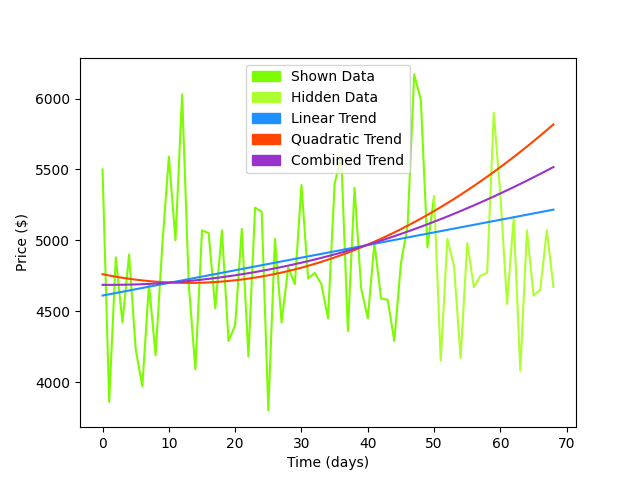 Shown Data
Hidden Data
Linear Trend
Quadratic Trend
Combined Trend
6000
5500
5000
4500
4000
Price ($)
0 10 20 30 40 50 60 70
Time (days)